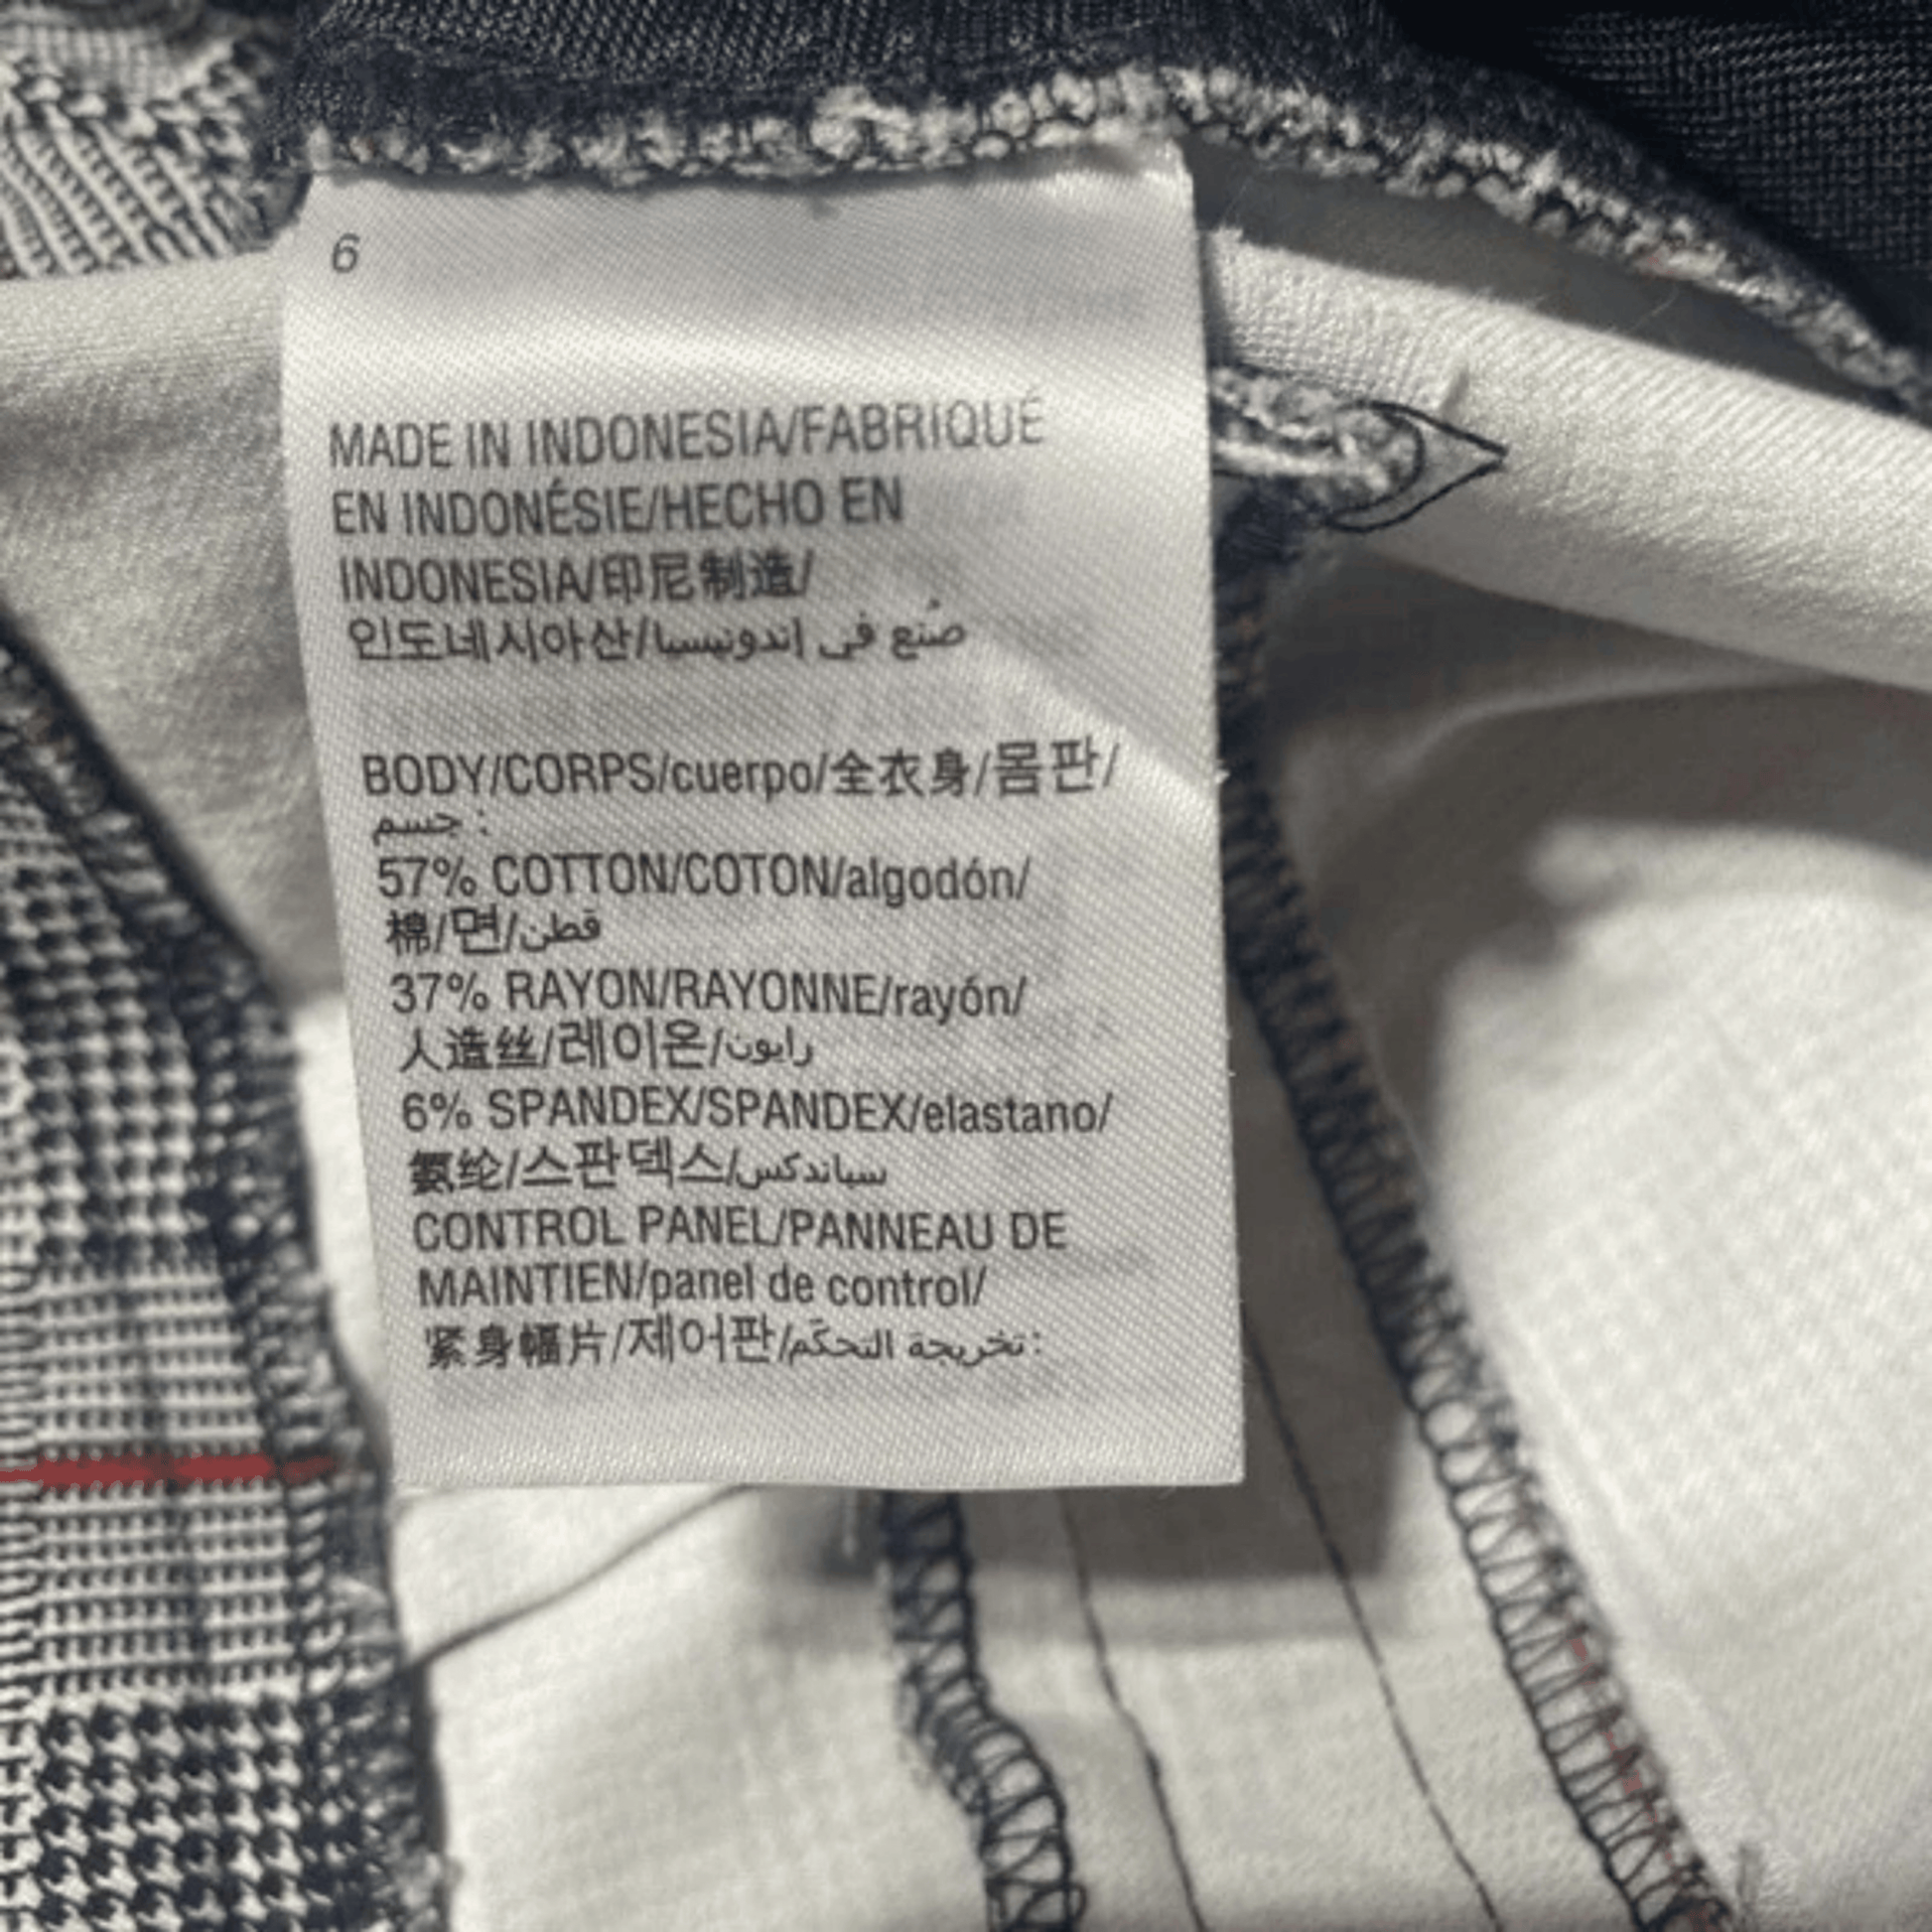 6
MADE IN INDONESIA/FABRIQUÉ
EN INDONÉSIE/HECHO EN
INDONESIA/印尼制造/
인도네시아산/صُنع في إندونيسيا
BODY/CORPS/cuerpo/全衣身/몸판/
جسم :
57% COTTON/COTON/algodón/
棉/면/قطن
37% RAYON/RAYONNE/rayón/
人造丝/레이온/رايون
6% SPANDEX/SPANDEX/elastano/
氨纶/스판덱스/سباندكس
CONTROL PANEL/PANNEAU DE
MAINTIEN/panel de control/
紧身幅片/제어판/تخريجة التحكّم: